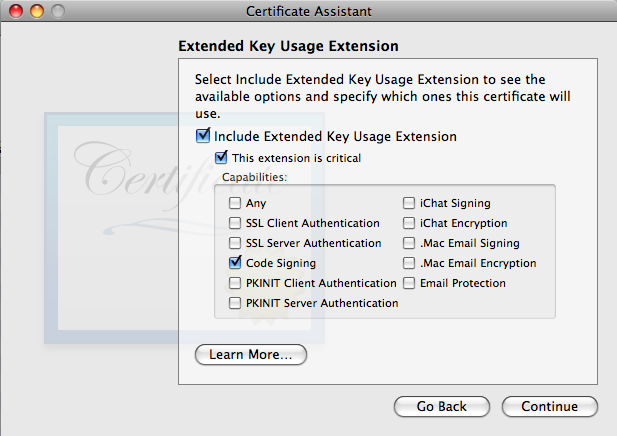 Certificate Assistant
Extended Key Usage Extension
Select Include Extended Key Usage Extension to see the
available options and specify which ones this certificate will
use.
Include Extended Key Usage Extension
This extension is critical
Capabilities:
Any
SSL Client Authentication
SSL Server Authentication
Code Signing
PKINIT Client Authentication
PKINIT Server Authentication
iChat Signing
iChat Encryption
.Mac Email Signing
.Mac Email Encryption
Email Protection
Certificate
Learn More...
Go Back
Continue